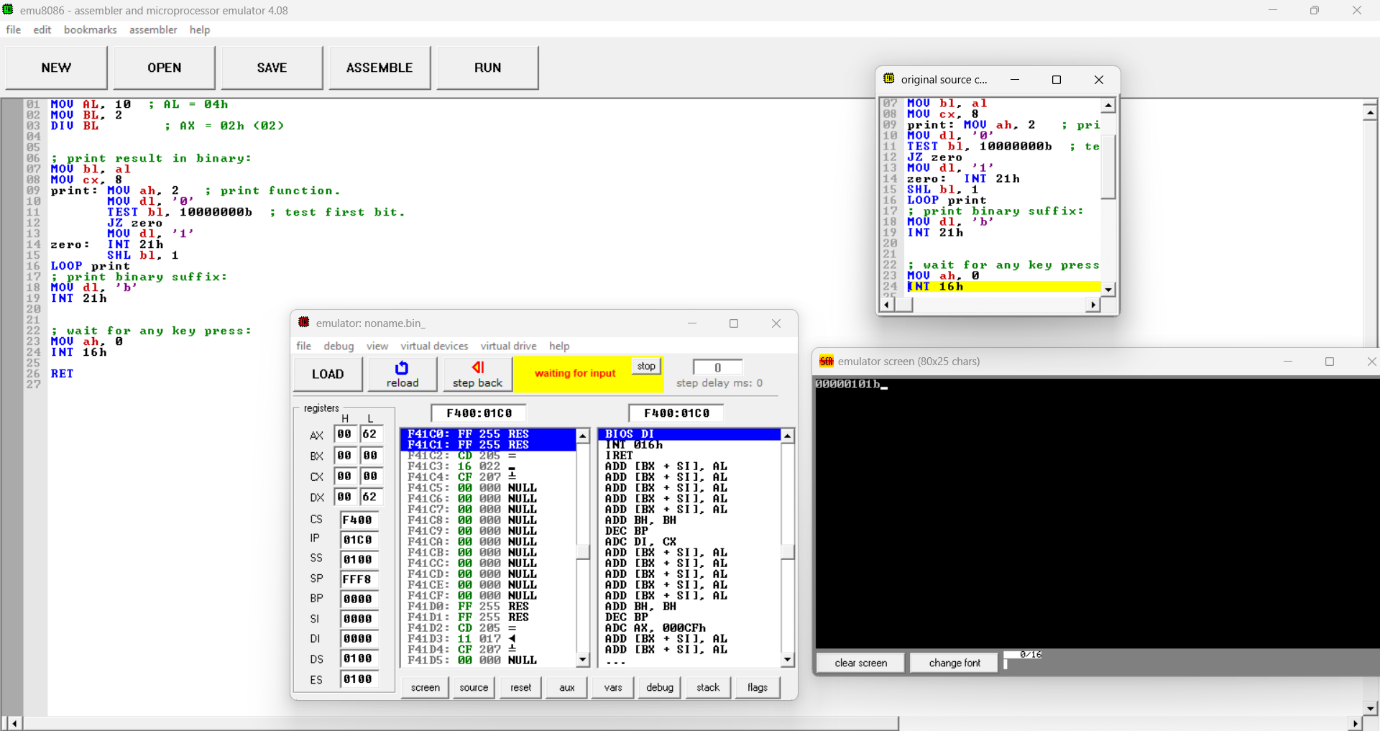 emu8086 - assembler and microprocessor emulator 4.08
file edit bookmarks assembler help
NEW OPEN SAVE ASSEMBLE RUN
01 MOV AL, 10 ; AL = 04h
02 MOV BL, 2
03 DIV BL ; AX = 02h (02)
04
05
06 ; print result in binary:
07 MOV bl, al
08 MOV cx, 8
09 print: MOV ah, 2 ; print function.
10 MOV dl, '0'
11 TEST bl, 10000000b ; test first bit.
12 JZ zero
13 MOV dl, '1'
14 zero: INT 21h
15 SHL bl, 1
16 LOOP print
17 ; print binary suffix:
18 MOV dl, 'b'
19 INT 21h
20
21
22 ; wait for any key press:
23 MOV ah, 0
24 INT 16h
25
26 RET
27
original source c...
07 MOV bl, al
08 MOV cx, 8
09 print: MOV ah, 2 ; pri
10 MOV dl, '0'
11 TEST bl, 10000000b ; te
12 JZ zero
13 MOV dl, '1'
14 zero: INT 21h
15 SHL bl, 1
16 LOOP print
17 ; print binary suffix:
18 MOV dl, 'b'
19 INT 21h
20
21
22 ; wait for any key press
23 MOV ah, 0
24 INT 16h
25
emulator: noname.bin_
file debug view virtual devices virtual drive help
LOAD reload step back waiting for input stop 0
step delay ms: 0
registers
H L
AX 00 62
BX 00 00
CX 00 00
DX 00 62
CS F400
IP 01C0
SS 0100
SP FFF8
BP 0000
SI 0000
DI 0000
DS 0100
ES 0100
F400:01C0
F41C0: FF 255 RES
F41C1: FF 255 RES
F41C2: CD 205 =
F41C3: 16 022 ▬
F41C4: CF 207 ╧
F41C5: 00 000 NULL
F41C6: 00 000 NULL
F41C7: 00 000 NULL
F41C8: 00 000 NULL
F41C9: 00 000 NULL
F41CA: 00 000 NULL
F41CB: 00 000 NULL
F41CC: 00 000 NULL
F41CD: 00 000 NULL
F41CE: 00 000 NULL
F41CF: 00 000 NULL
F41D0: FF 255 RES
F41D1: FF 255 RES
F41D2: CD 205 =
F41D3: 11 017 ◄
F41D4: CF 207 ╧
F41D5: 00 000 NULL
F400:01C0
BIOS DI
INT 016h
IRET
ADD [BX + SI], AL
ADD [BX + SI], AL
ADD [BX + SI], AL
ADD [BX + SI], AL
ADD [BX + SI], AL
ADD BH, BH
DEC BP
ADC DI, CX
ADD [BX + SI], AL
ADD [BX + SI], AL
ADD [BX + SI], AL
ADD [BX + SI], AL
ADD [BX + SI], AL
ADD BH, BH
DEC BP
ADC AX, 000CFh
ADD [BX + SI], AL
ADD [BX + SI], AL
...
screen source reset aux vars debug stack flags
emulator screen (80x25 chars)
00000101b_
clear screen change font 0/16